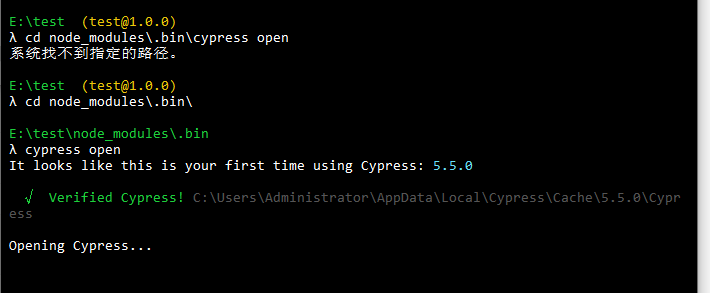 E:\test  (test@1.0.0)
λ cd node_modules\.bin\cypress open
系统找不到指定的路径。
E:\test  (test@1.0.0)
λ cd node_modules\.bin\
E:\test\node_modules\.bin
λ cypress open
It looks like this is your first time using Cypress: 5.5.0
√  Verified Cypress! C:\Users\Administrator\AppData\Local\Cypress\Cache\5.5.0\Cypr
ess
Opening Cypress...